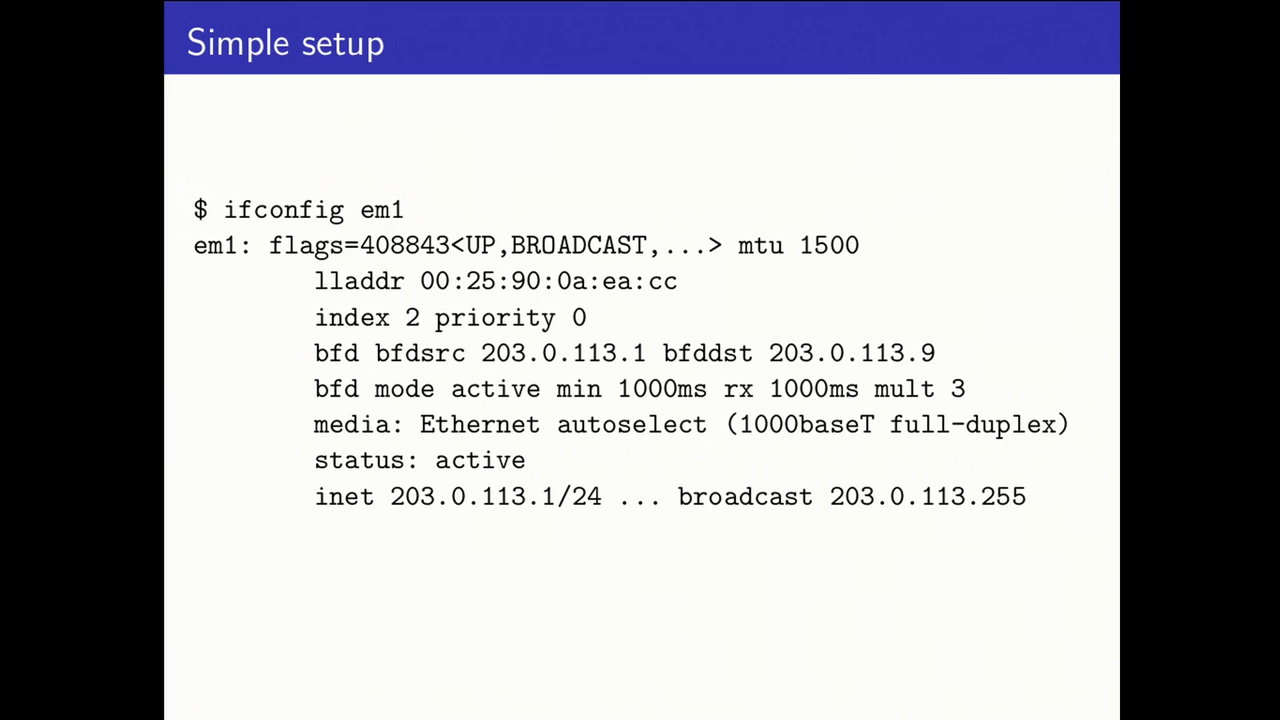 Simple setup
$ ifconfig em1
em1: flags=408843<UP,BROADCAST,...> mtu 1500
lladdr 00:25:90:0a:ea:cc
index 2 priority 0
bfd bfdsrc 203.0.113.1 bfddst 203.0.113.9
bfd mode active min 1000ms rx 1000ms mult 3
media: Ethernet autoselect (1000baseT full-duplex)
status: active
inet 203.0.113.1/24 ... broadcast 203.0.113.255